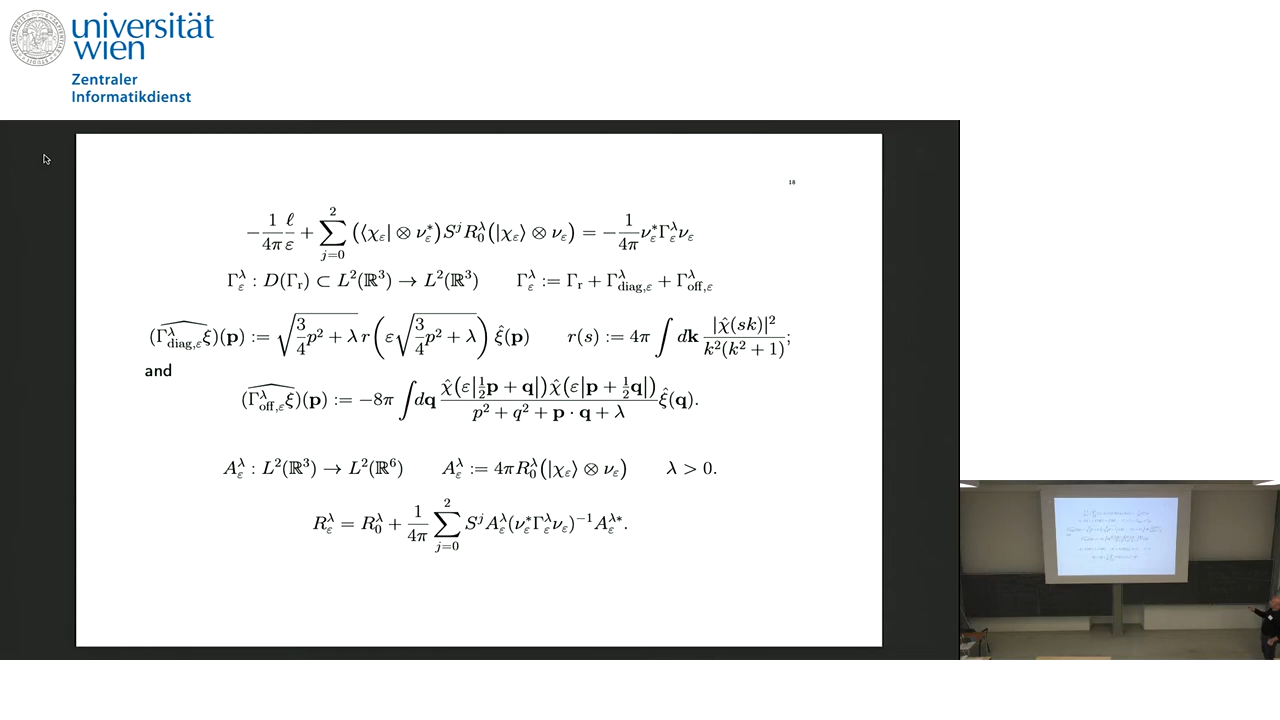 universität
wien
Zentraler
Informatikdienst
18
$-\frac{1}{4\pi}\frac{\ell}{\varepsilon} + \sum_{j=0}^{2} \left(\langle\chi_\varepsilon| \otimes \nu_\varepsilon^*\right) S^j R_0^\lambda \left(|\chi_\varepsilon\rangle \otimes \nu_\varepsilon\right) = -\frac{1}{4\pi}\nu_\varepsilon^* \Gamma_\varepsilon^\lambda \nu_\varepsilon$
$\Gamma_\varepsilon^\lambda : D(\Gamma_{\mathrm{r}}) \subset L^2(\mathbb{R}^3) \to L^2(\mathbb{R}^3) \qquad \Gamma_\varepsilon^\lambda := \Gamma_{\mathrm{r}} + \Gamma_{\mathrm{diag},\varepsilon}^\lambda + \Gamma_{\mathrm{off},\varepsilon}^\lambda$
$(\widehat{\Gamma_{\mathrm{diag},\varepsilon}^\lambda \xi})(\mathbf{p}) := \sqrt{\frac{3}{4}p^2 + \lambda}\, r\left(\varepsilon\sqrt{\frac{3}{4}p^2 + \lambda}\right) \hat{\xi}(\mathbf{p}) \qquad r(s) := 4\pi \int d\mathbf{k}\, \frac{|\hat{\chi}(sk)|^2}{k^2(k^2+1)};$
and
$(\widehat{\Gamma_{\mathrm{off},\varepsilon}^\lambda \xi})(\mathbf{p}) := -8\pi \int d\mathbf{q}\, \frac{\hat{\chi}(\varepsilon|\frac{1}{2}\mathbf{p}+\mathbf{q}|)\hat{\chi}(\varepsilon|\mathbf{p}+\frac{1}{2}\mathbf{q}|)}{p^2+q^2+\mathbf{p}\cdot\mathbf{q}+\lambda} \hat{\xi}(\mathbf{q}).$
$A_\varepsilon^\lambda : L^2(\mathbb{R}^3) \to L^2(\mathbb{R}^6) \qquad A_\varepsilon^\lambda := 4\pi R_0^\lambda \left(|\chi_\varepsilon\rangle \otimes \nu_\varepsilon\right) \qquad \lambda > 0.$
$R_\varepsilon^\lambda = R_0^\lambda + \frac{1}{4\pi} \sum_{j=0}^{2} S^j A_\varepsilon^\lambda (\nu_\varepsilon^* \Gamma_\varepsilon^\lambda \nu_\varepsilon)^{-1} A_\varepsilon^{\lambda *}.$